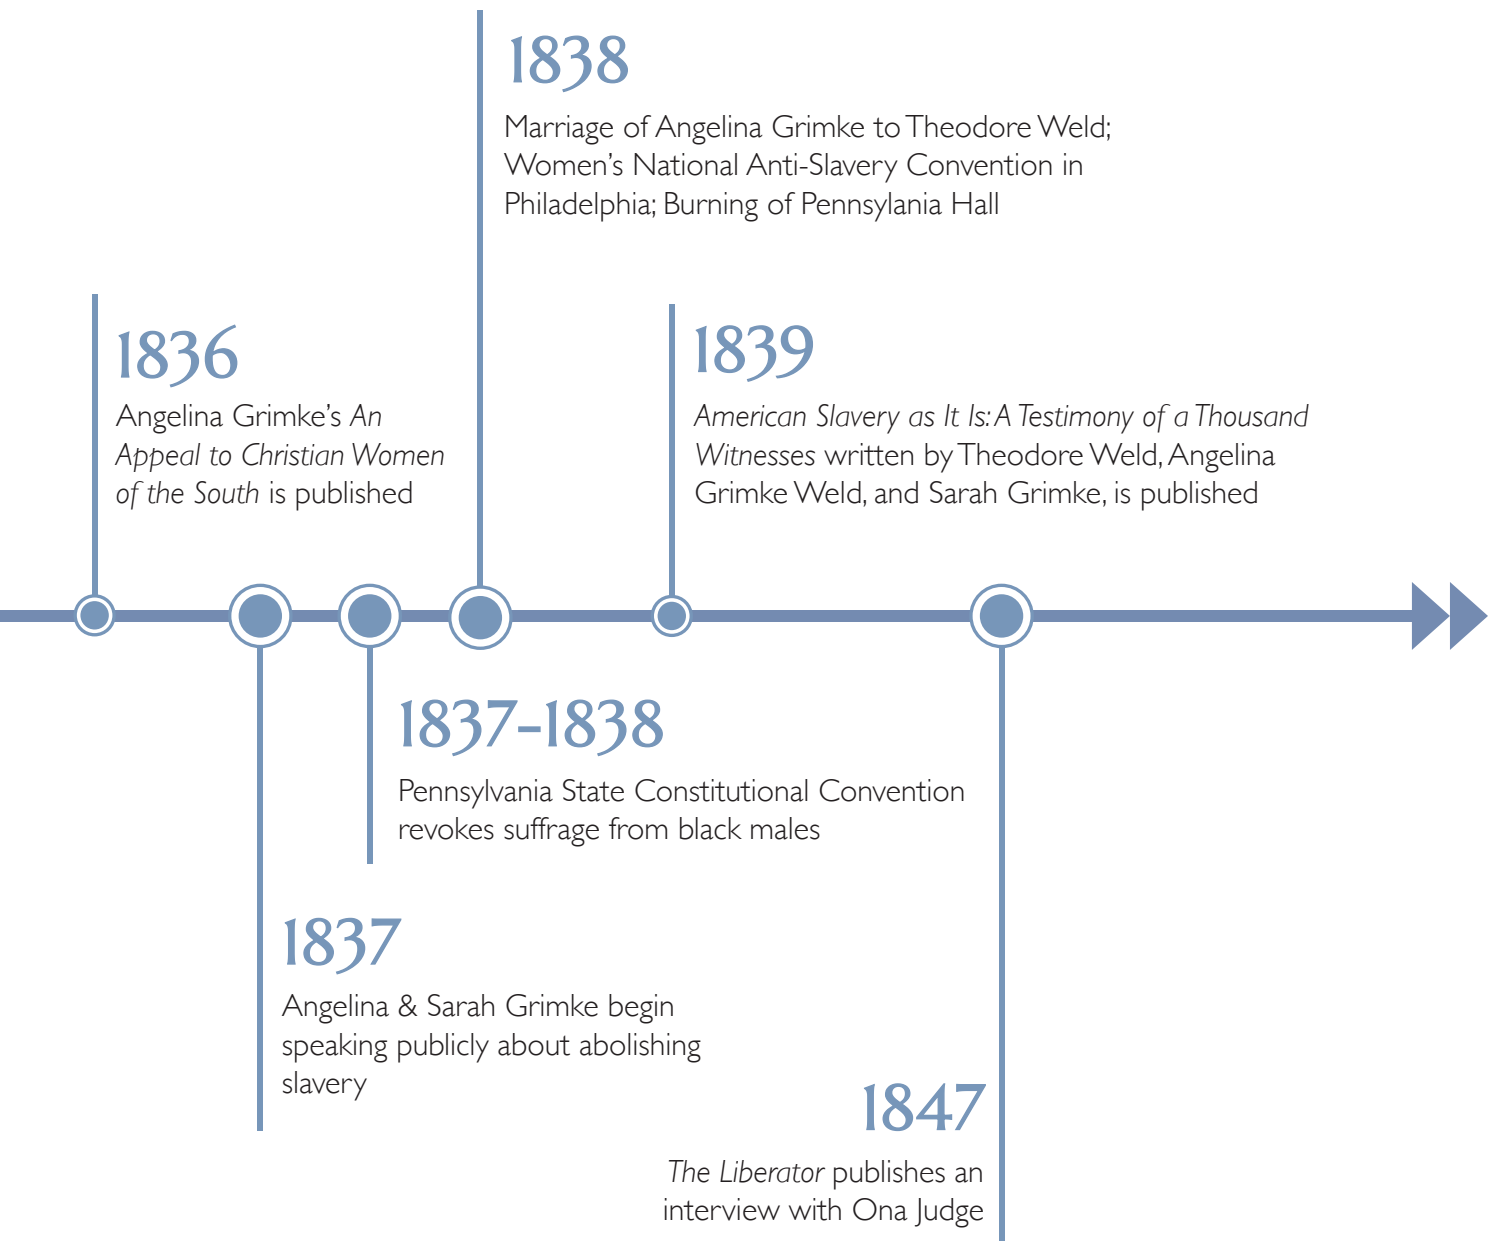 1838
Marriage of Angelina Grimke to Theodore Weld;
Women's National Anti-Slavery Convention in
Philadelphia; Burning of Pennsylania Hall
1836
Angelina Grimke's An
Appeal to Christian Women
of the South is published
1839
American Slavery as It Is: A Testimony of a Thousand
Witnesses written by Theodore Weld, Angelina
Grimke Weld, and Sarah Grimke, is published
1837–1838
Pennsylvania State Constitutional Convention
revokes suffrage from black males
1837
Angelina & Sarah Grimke begin
speaking publicly about abolishing
slavery
1847
The Liberator publishes an
interview with Ona Judge